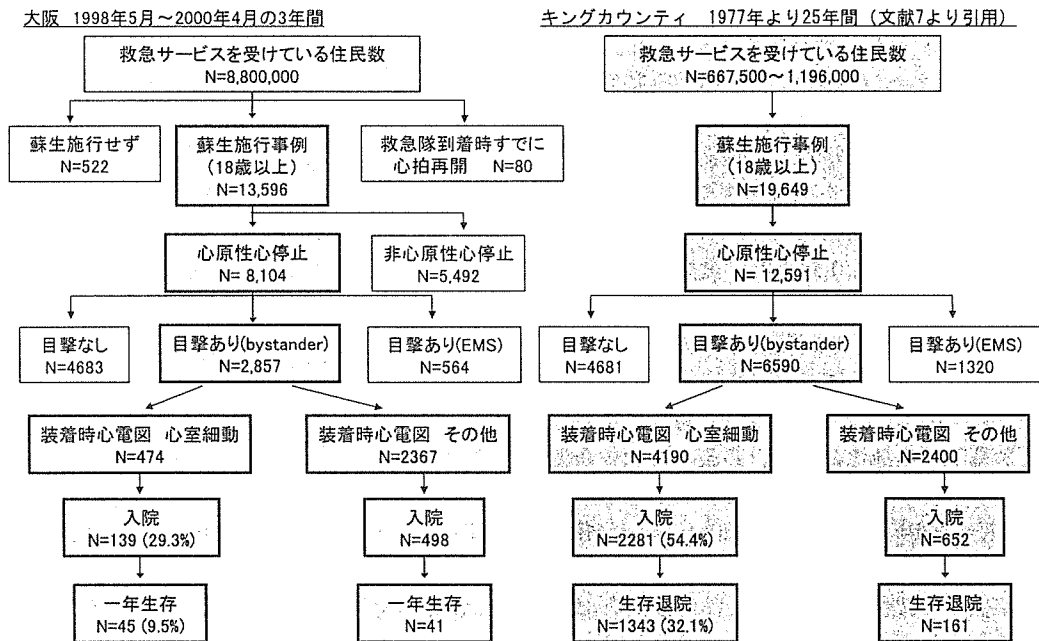 大阪 1998年5月～2000年4月の3年間
救急サービスを受けている住民数
N=8,800,000
蘇生施行せず
N=522
蘇生施行事例
(18歳以上)
N=13,596
救急隊到着時すでに
心拍再開 N=80
心原性心停止
N= 8,104
非心原性心停止
N=5,492
目撃なし
N=4683
目撃あり(bystander)
N=2,857
目撃あり(EMS)
N=564
装着時心電図 心室細動
N=474
装着時心電図 その他
N=2367
入院
N=139 (29.3%)
入院
N=498
一年生存
N=45 (9.5%)
一年生存
N=41
キングカウンティ 1977年より25年間 (文献7より引用)
救急サービスを受けている住民数
N=667,500～1,196,000
蘇生施行事例
(18歳以上)
N=19,649
心原性心停止
N= 12,591
目撃なし
N=4681
目撃あり(bystander)
N=6590
目撃あり(EMS)
N=1320
装着時心電図 心室細動
N=4190
装着時心電図 その他
N=2400
入院
N=2281 (54.4%)
入院
N=652
生存退院
N=1343 (32.1%)
生存退院
N=161